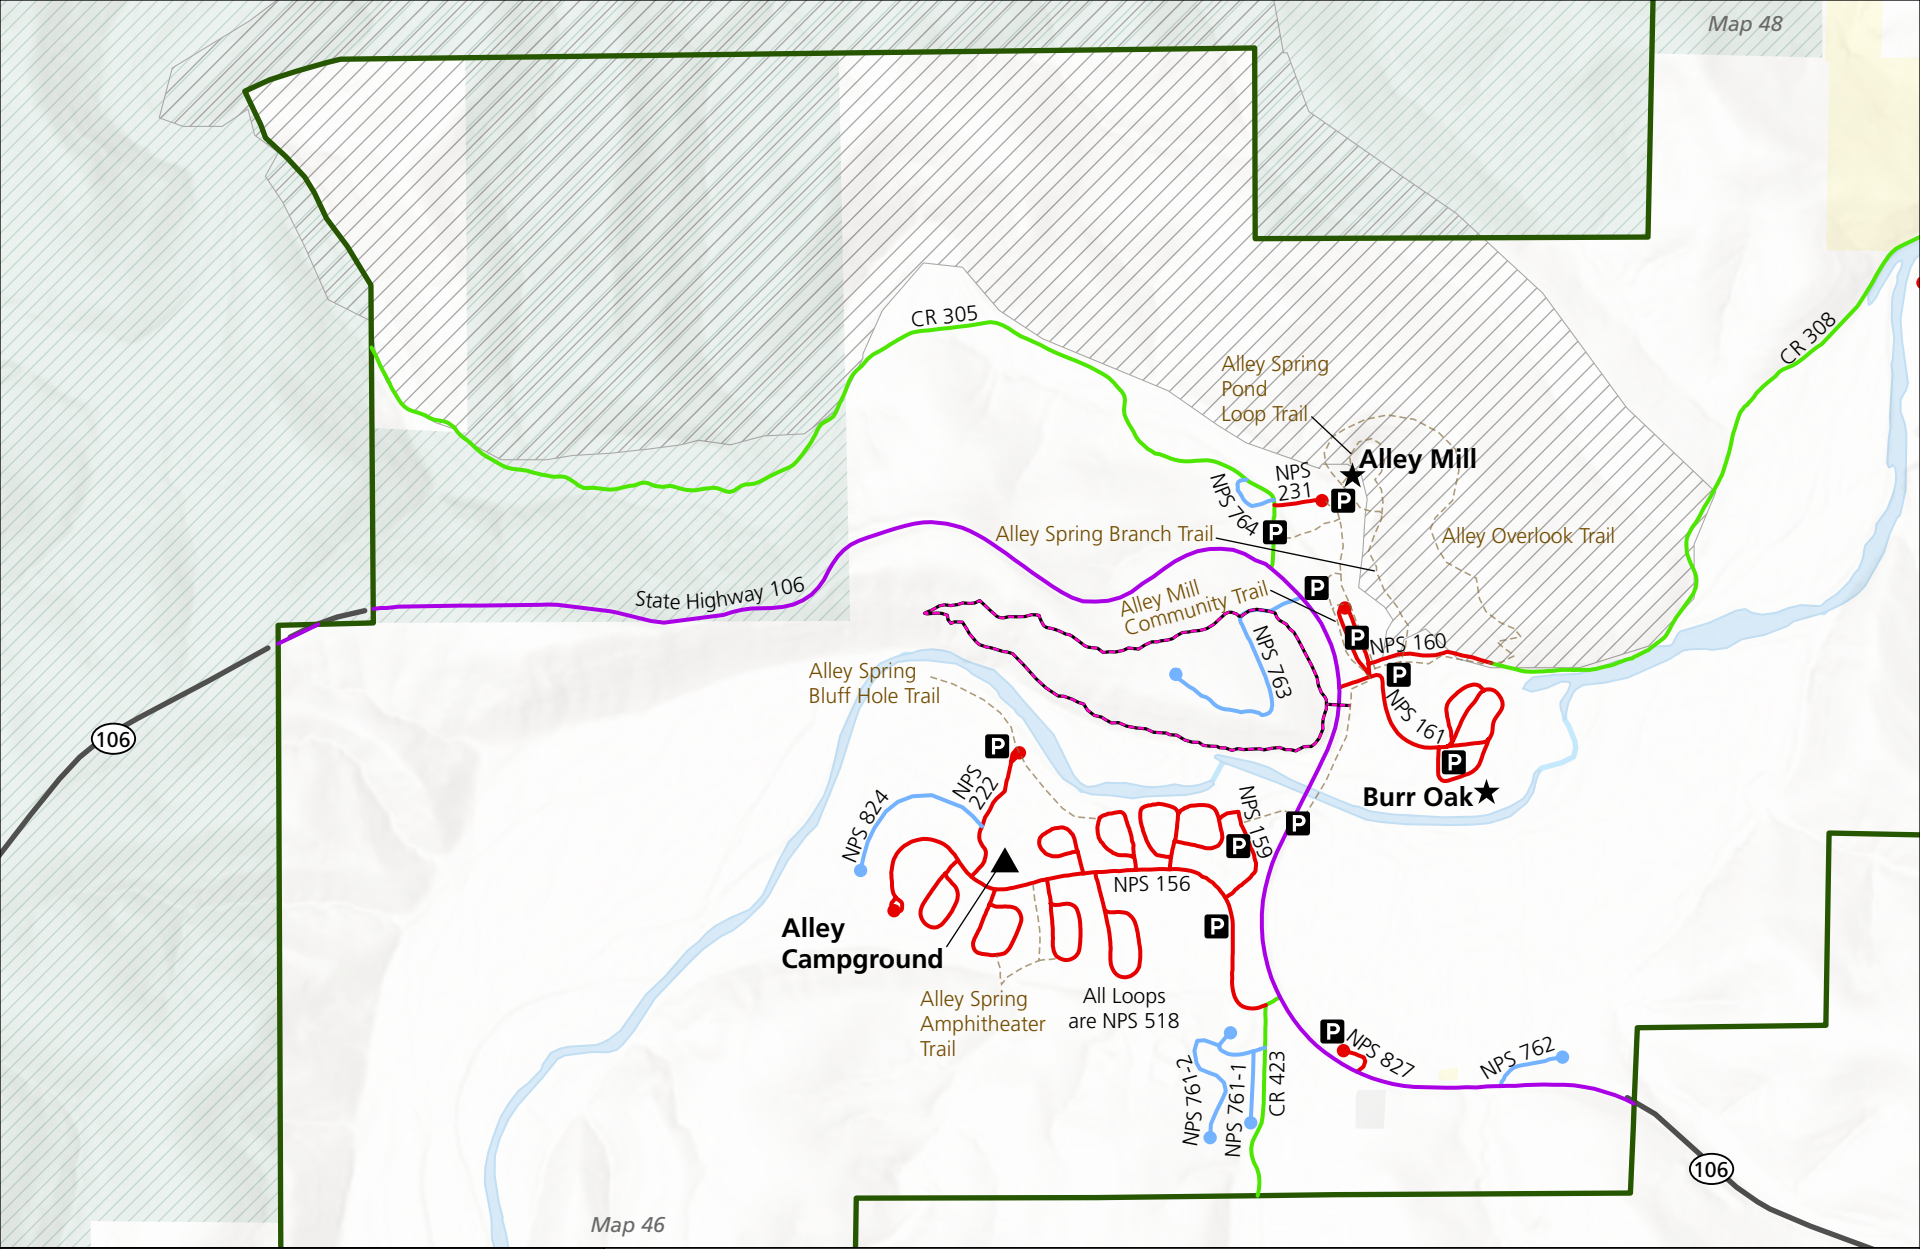 Map 48
CR 305
CR 308
Alley Spring
Pond
Loop Trail
Alley Mill
NPS
231
P
NPS 764
P
Alley Spring Branch Trail
Alley Overlook Trail
State Highway 106
P
Alley Mill
Community Trail
P
NPS 160
NPS 763
P
Alley Spring
Bluff Hole Trail
NPS 161
106
P
P
Burr Oak
NPS
222
NPS 824
NPS 159
P
P
NPS 156
P
Alley
Campground
Alley Spring
Amphitheater
Trail
All Loops
are NPS 518
P
NPS 827
NPS 762
NPS 761-2
NPS 761-1
CR 423
106
Map 46